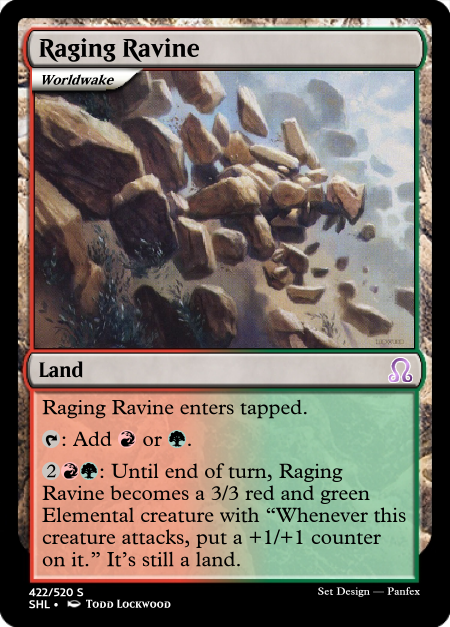 Raging Ravine
Worldwake
LOCKWOOD
Land
Raging Ravine enters tapped.
: Add or .
2: Until end of turn, Raging
Ravine becomes a 3/3 red and green
Elemental creature with “Whenever this
creature attacks, put a +1/+1 counter
on it.” It’s still a land.
422/520 S
Set Design — Panfex
SHL • Todd Lockwood